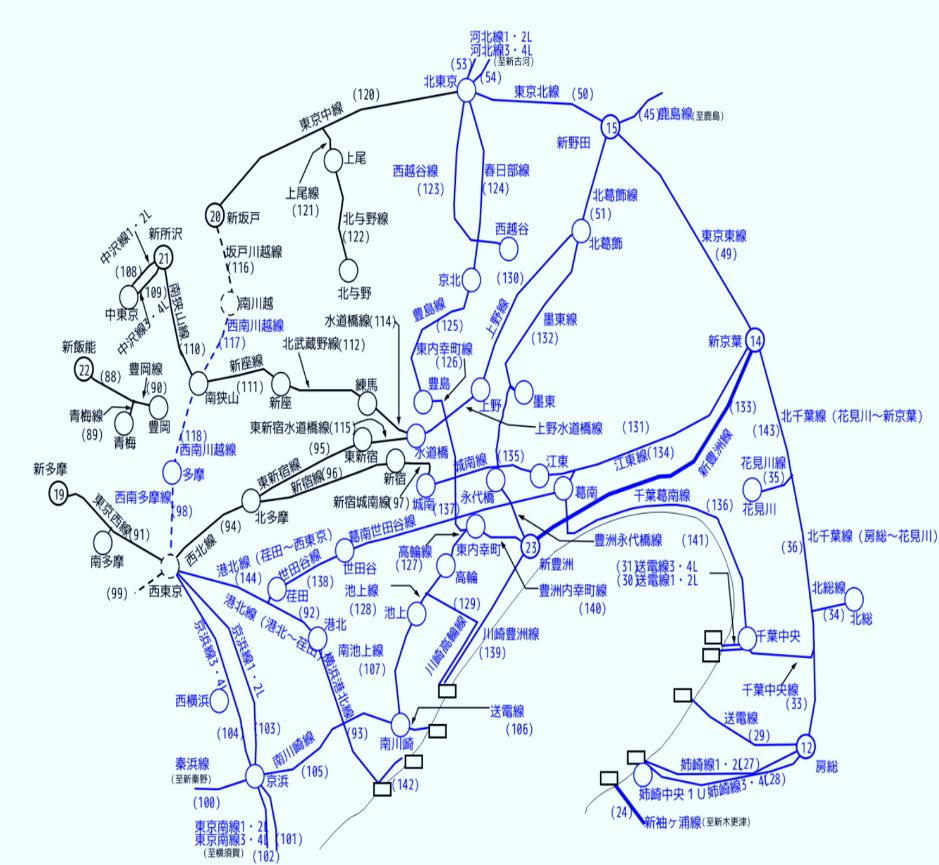 河北線1・2L
河北線3・4L
(至新古河)
(53)
(54)
北東京
東京北線 (50)
(45)鹿島線(至鹿島)
15
新野田
東京中線
(120)
上尾
上尾線
(121)
北与野線
(122)
北与野
西越谷線
(123)
春日部線
(124)
西越谷
北葛飾線
(51)
北葛飾
東京東線
(49)
20
新坂戸
坂戸川越線
(116)
中沢線1・2L
(108)
新所沢
21
(109)
中東京
中沢線3・4L
南狭山線
(110)
南川越
西南川越線
(117)
水道橋線(114)
北武蔵野線(112)
京北
豊島線
(125)
(130)
上野線
墨東線
(132)
東内幸町線
(126)
新京葉
14
新飯能
22
(88)
豊岡線
(90)
青梅線
(89)
青梅
豊岡
南狭山
新座線
(111)
新座
練馬
豊島
上野
墨東
(118)
西南川越線
多摩
東新宿水道橋線(115)
(95)
東新宿
水道橋
上野水道橋線
(131)
(133)
(143)
北千葉線(花見川〜新京葉)
江東線(134)
新豊洲線
新多摩
19
東京西線
(91)
南多摩
西南多摩線
(98)
東新宿線
新宿線(96)
新宿
新宿城南線(97)
北多摩
(94)
西北線
城南線
(135)
江東
城南
(137)
永代橋
葛南
千葉葛南線
(136)
花見川線
(35)
花見川
北千葉線(房総〜花見川)
(36)
西東京
(99)
港北線(荏田〜西東京)
(144)
世田谷線
(138)
葛南世田谷線
世田谷
荏田
(92)
港北線(港北〜荏田)
港北
高輪線
(127)
東内幸町
高輪
23
新豊洲
豊洲永代橋線
(141)
豊洲内幸町線
(140)
(31)送電線3・4L
(30)送電線1・2L
池上線
(128)
池上
(129)
川崎高輪線
川崎豊洲線
(139)
南池上線
(107)
北総線
(34)
北総
千葉中央
千葉中央線
(33)
京浜線3・4L
京浜線1・2L
西横浜
(104)
(103)
横浜港北線
(93)
南川崎
送電線
(106)
南川崎線
(105)
(142)
秦浜線
(至新秦野)
(100)
京浜
東京南線1・2L
東京南線3・4L
(至横須賀)
(101)
(102)
送電線
(29)
12
房総
姉崎線1・2L(27)
姉崎中央1U姉崎線3・4L(28)
(24)
新袖ヶ浦線(至新木更津)